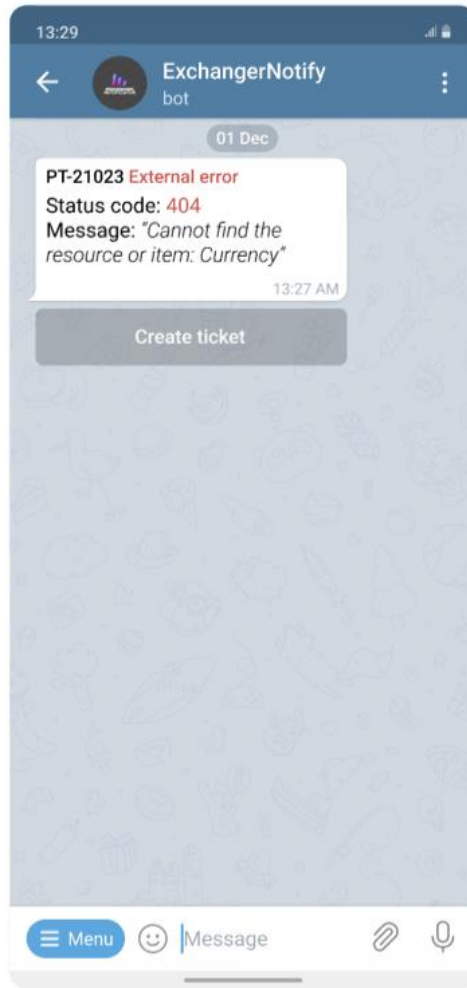 13:29
ExchangerNotify
bot
01 Dec
PT-21023 External error
Status code: 404
Message: "Cannot find the
resource or item: Currency"
13:27 AM
Create ticket
Menu
Message